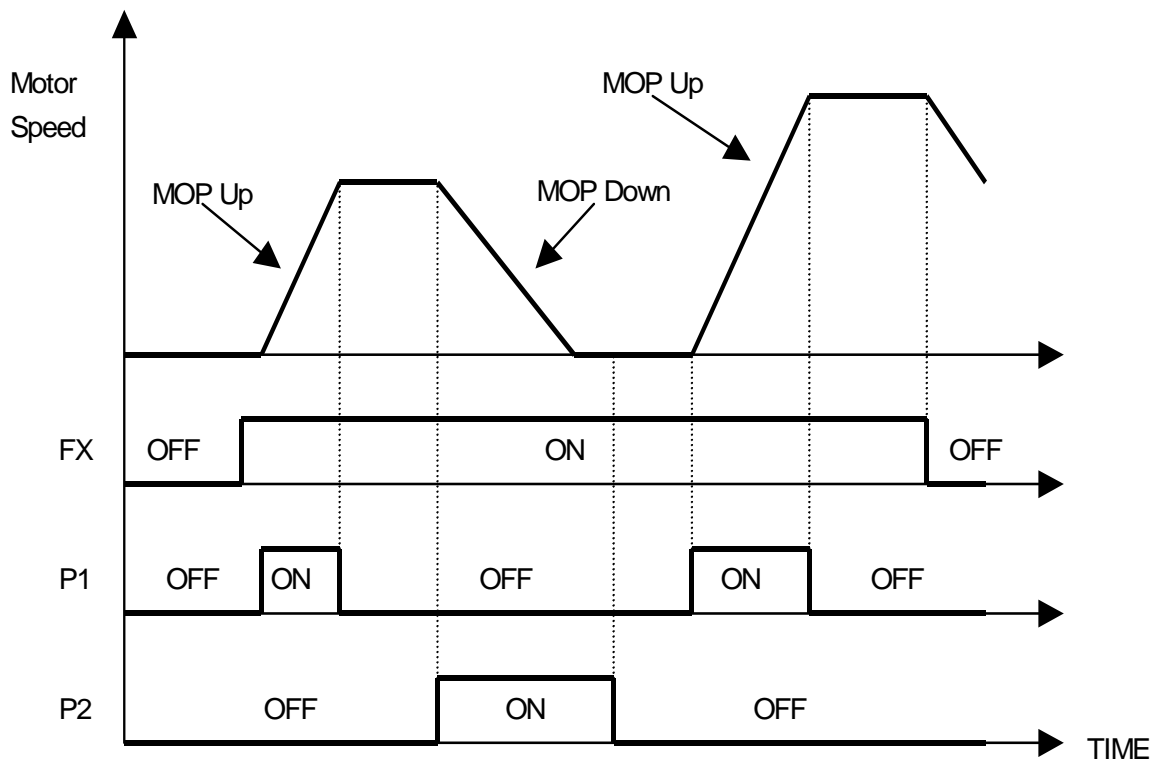 Motor
Speed
MOP Up
MOP Up
MOP Down
FX
OFF
ON
OFF
P1
OFF
ON
OFF
ON
OFF
P2
OFF
ON
OFF
TIME